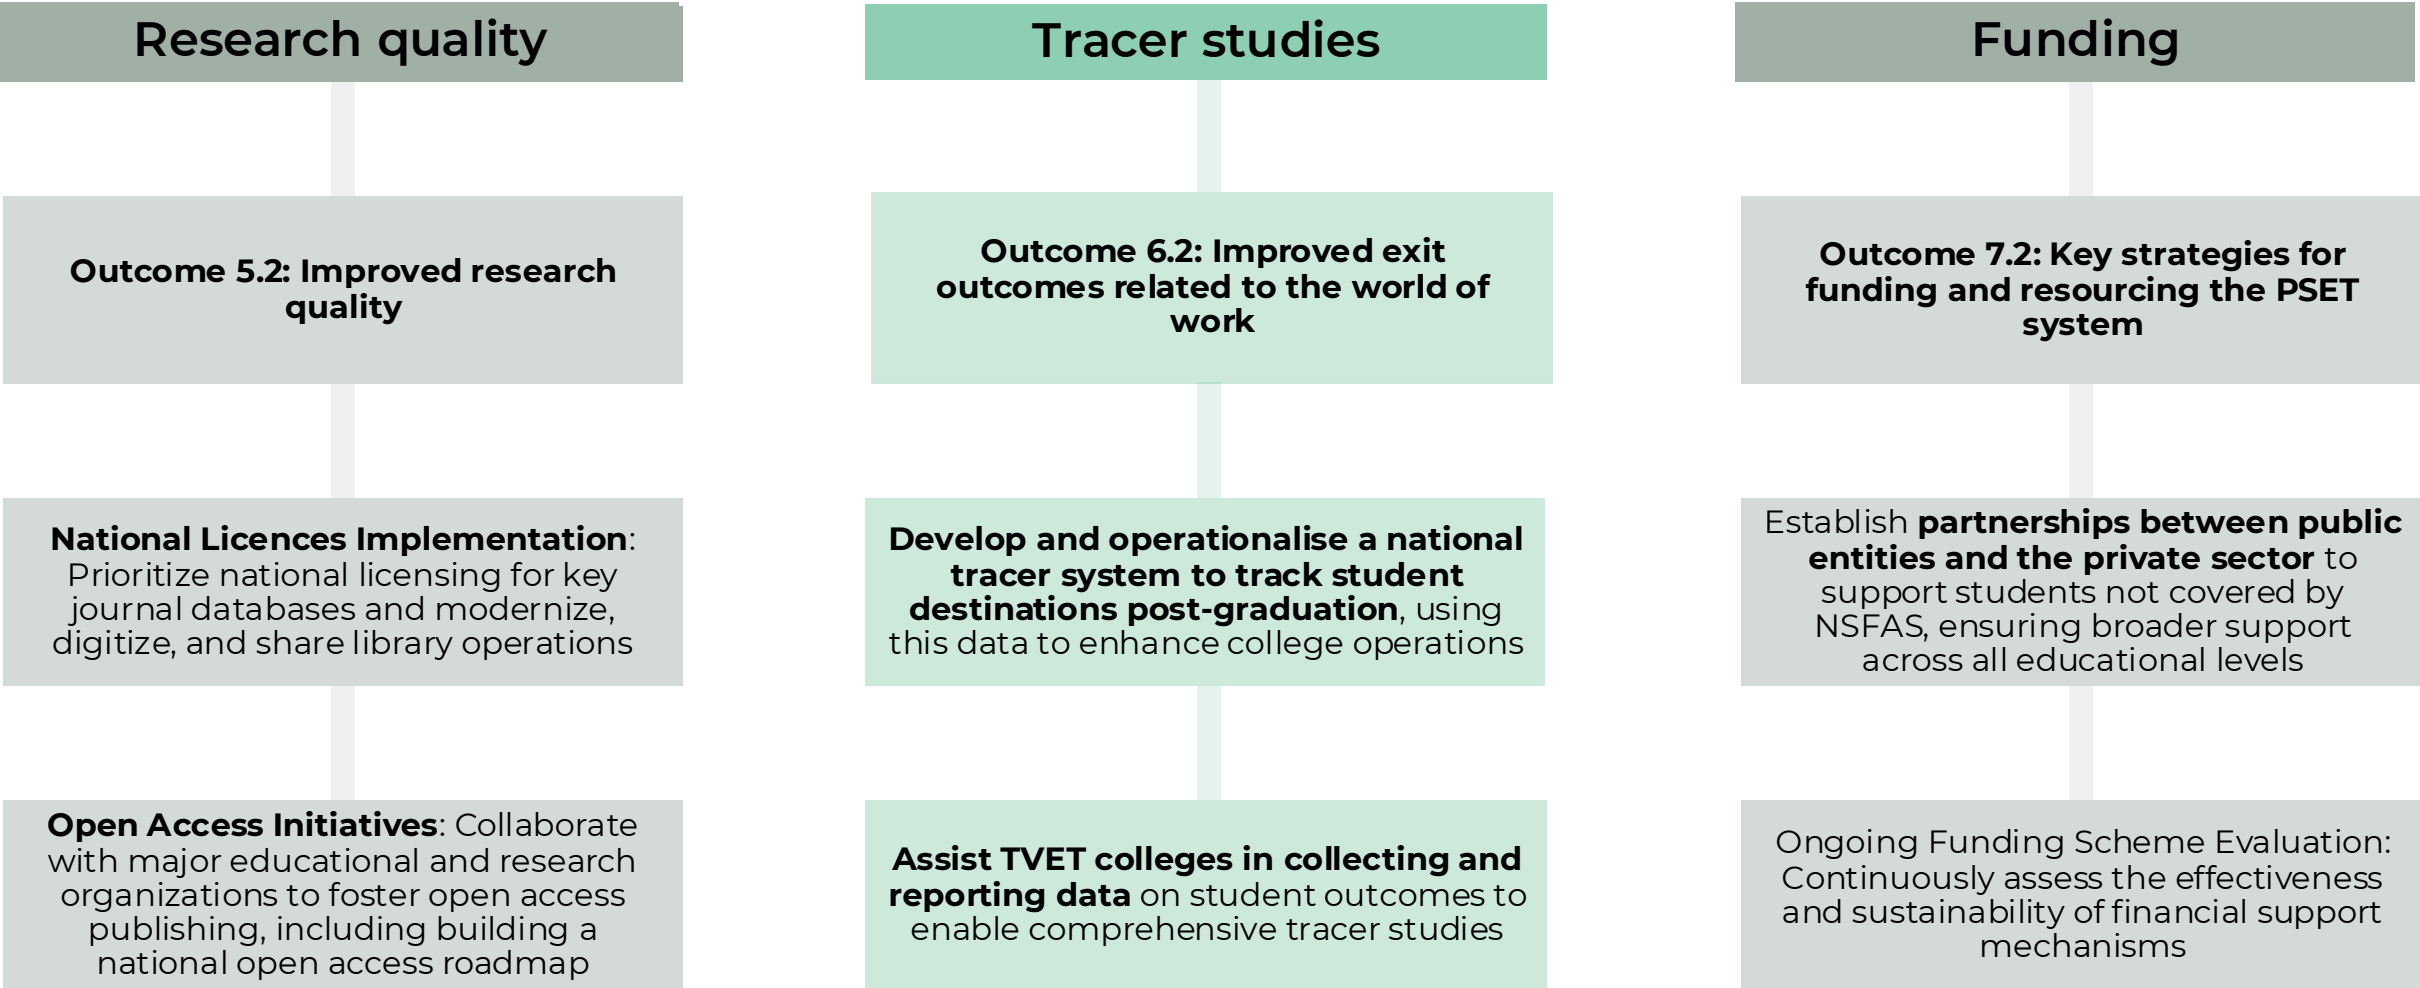 Research quality
Outcome 5.2: Improved research
quality
National Licences Implementation:
Prioritize national licensing for key
journal databases and modernize,
digitize, and share library operations
Open Access Initiatives: Collaborate
with major educational and research
organizations to foster open access
publishing, including building a
national open access roadmap
Tracer studies
Outcome 6.2: Improved exit
outcomes related to the world of
work
Develop and operationalise a national
tracer system to track student
destinations post-graduation, using
this data to enhance college operations
Assist TVET colleges in collecting and
reporting data on student outcomes to
enable comprehensive tracer studies
Funding
Outcome 7.2: Key strategies for
funding and resourcing the PSET
system
Establish partnerships between public
entities and the private sector to
support students not covered by
NSFAS, ensuring broader support
across all educational levels
Ongoing Funding Scheme Evaluation:
Continuously assess the effectiveness
and sustainability of financial support
mechanisms